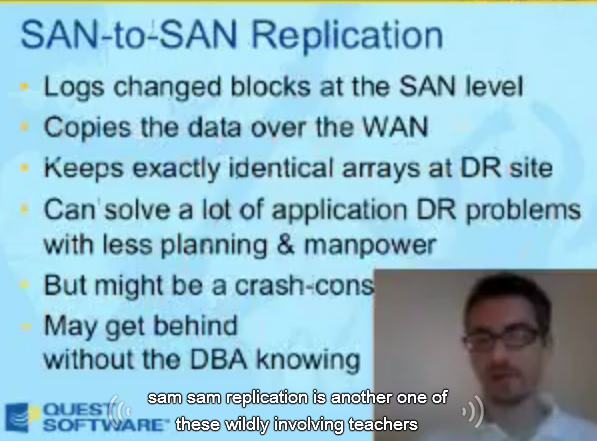 SAN-to-SAN Replication
Logs changed blocks at the SAN level
Copies the data over the WAN
Keeps exactly identical arrays at DR site
Can solve a lot of application DR problems
with less planning & manpower
But might be a crash-cons
May get behind
without the DBA knowing
sam sam replication is another one of
these wildly involving teachers
QUEST
SOFTWARE